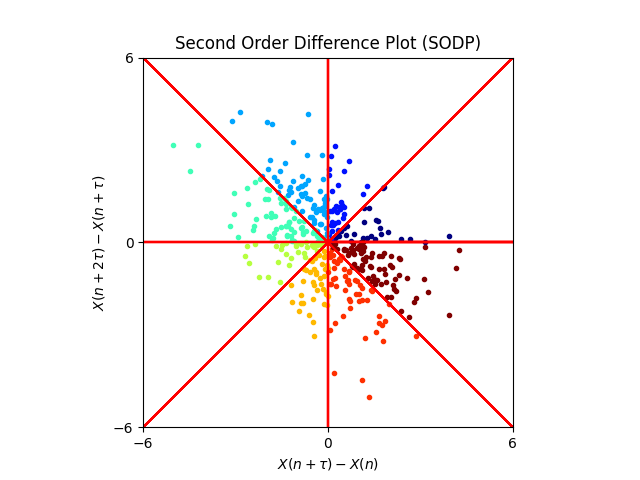 Second Order Difference Plot (SODP)
6
0
−6
X(n + 2τ) − X(n + τ)
−6
0
6
X(n + τ) − X(n)